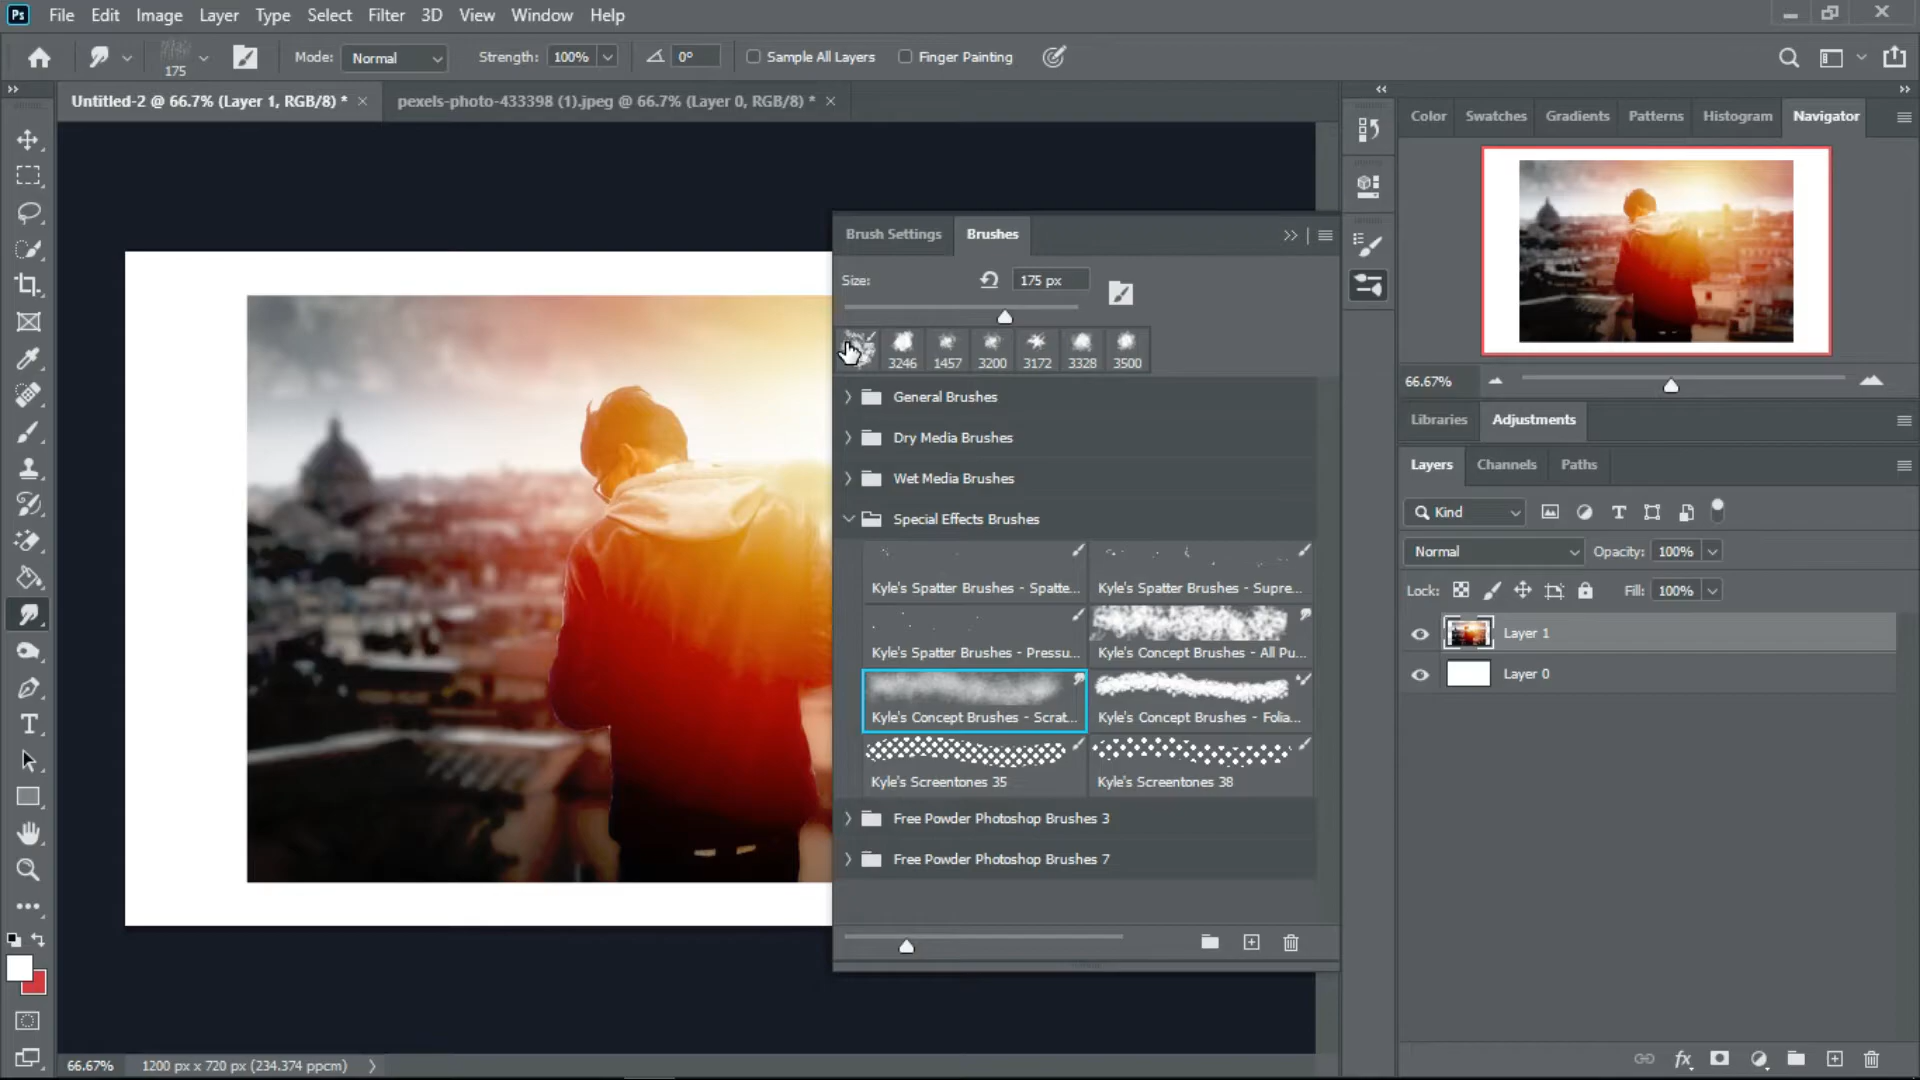 Ps File Edit Image Layer Type Select Filter 3D View Window Help
175 Mode: Normal Strength: 100% 0° Sample All Layers Finger Painting
Untitled-2 @ 66.7% (Layer 1, RGB/8) * × pexels-photo-433398 (1).jpeg @ 66.7% (Layer 0, RGB/8) * ×
Color Swatches Gradients Patterns Histogram Navigator
Brush Settings Brushes
Size: 175 px
3246 1457 3200 3172 3328 3500
General Brushes
Dry Media Brushes
Wet Media Brushes
Special Effects Brushes
Kyle's Spatter Brushes - Spatte... Kyle's Spatter Brushes - Supre...
Kyle's Spatter Brushes - Pressu... Kyle's Concept Brushes - All Pu...
Kyle's Concept Brushes - Scrat... Kyle's Concept Brushes - Folia...
Kyle's Screentones 35 Kyle's Screentones 38
Free Powder Photoshop Brushes 3
Free Powder Photoshop Brushes 7
66.67%
Libraries Adjustments
Layers Channels Paths
Kind
Normal Opacity: 100%
Lock: Fill: 100%
Layer 1
Layer 0
66.67% 1200 px x 720 px (234.374 ppcm)